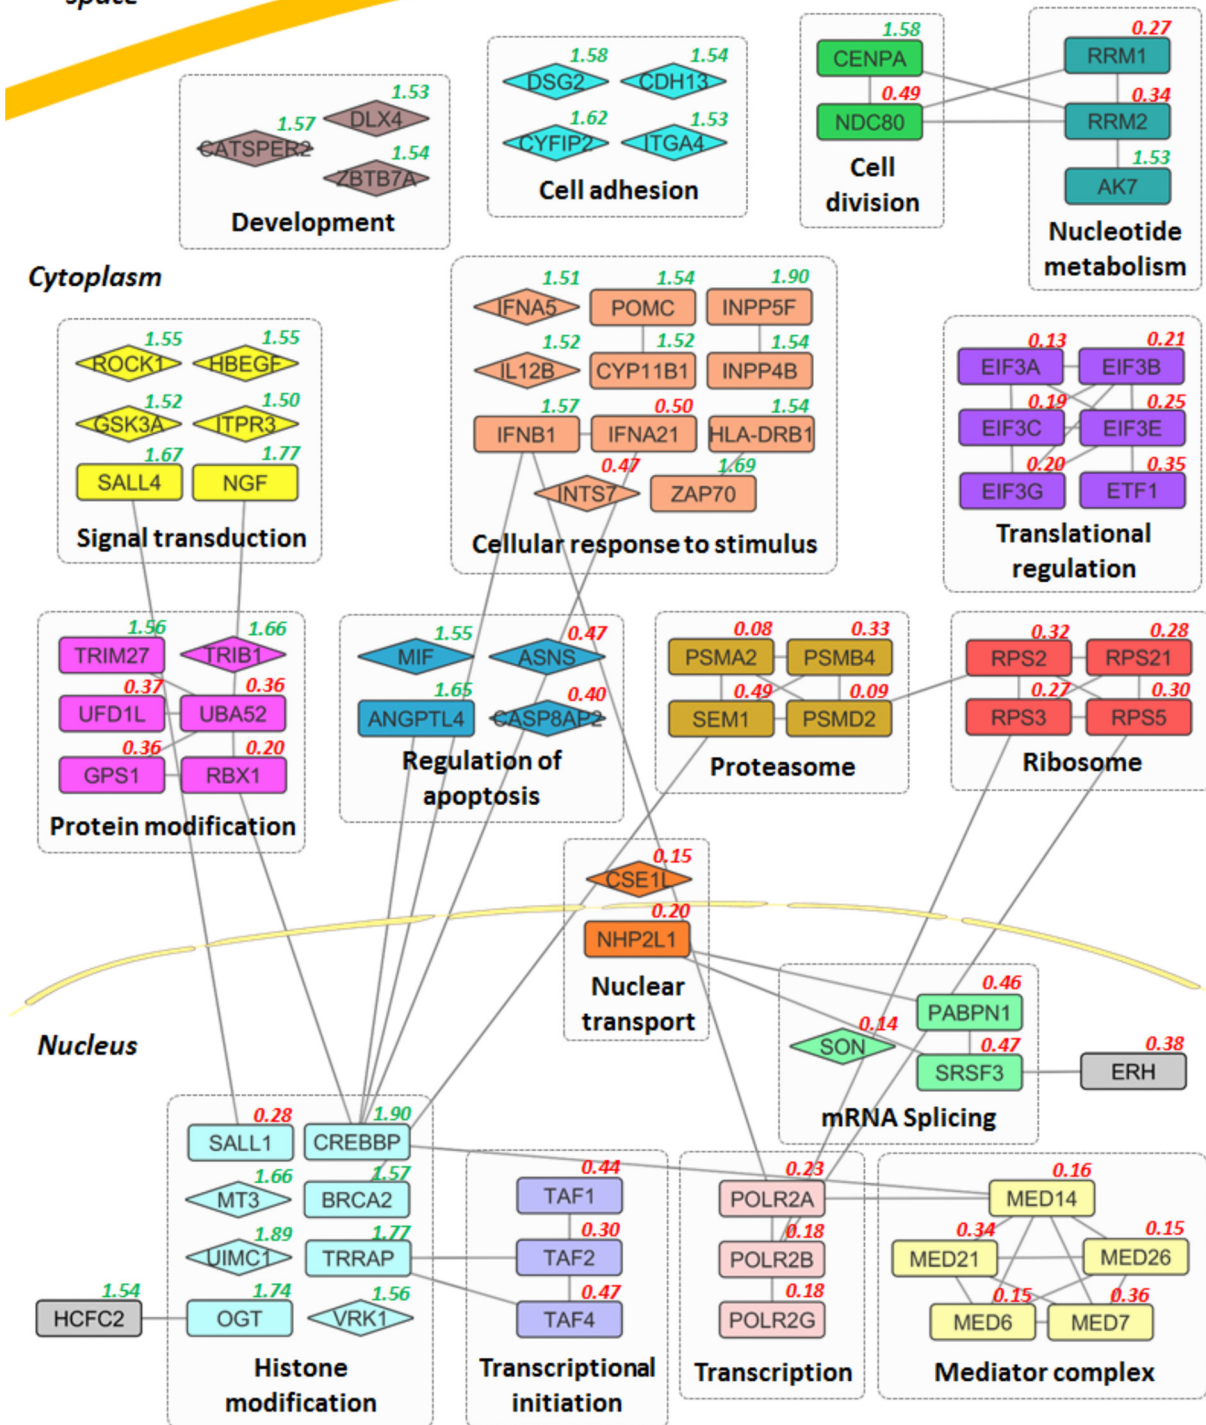 space
1.53
DLX4
1.57
CATSPER2
1.54
ZBTB7A
Development
1.58
DSG2
1.54
CDH13
1.62
CYFIP2
1.53
ITGA4
Cell adhesion
1.58
CENPA
0.49
NDC80
Cell
division
0.27
RRM1
0.34
RRM2
1.53
AK7
Nucleotide
metabolism
Cytoplasm
1.55
ROCK1
1.55
HBEGF
1.52
GSK3A
1.50
ITPR3
1.67
SALL4
1.77
NGF
Signal transduction
1.51
IFNA5
1.54
POMC
1.90
INPP5F
1.52
IL12B
1.52
CYP11B1
1.54
INPP4B
1.57
IFNB1
0.50
IFNA21
1.54
HLA-DRB1
0.47
INTS7
1.69
ZAP70
Cellular response to stimulus
0.13
EIF3A
0.21
EIF3B
0.19
EIF3C
0.25
EIF3E
0.20
EIF3G
0.35
ETF1
Translational
regulation
1.56
TRIM27
1.66
TRIB1
0.37
UFD1L
0.36
UBA52
0.36
GPS1
0.20
RBX1
Protein modification
1.55
MIF
0.47
ASNS
1.65
ANGPTL4
0.40
CASP8AP2
Regulation of
apoptosis
0.08
PSMA2
0.33
PSMB4
0.49
SEM1
0.09
PSMD2
Proteasome
0.32
RPS2
0.28
RPS21
0.27
RPS3
0.30
RPS5
Ribosome
0.15
CSE1L
0.20
NHP2L1
Nuclear
transport
Nucleus
0.46
PABPN1
0.14
SON
0.47
SRSF3
mRNA Splicing
0.38
ERH
0.28
SALL1
1.90
CREBBP
1.66
MT3
1.57
BRCA2
1.89
UIMC1
1.77
TRRAP
1.54
HCFC2
1.74
OGT
1.56
VRK1
Histone
modification
0.44
TAF1
0.30
TAF2
0.47
TAF4
Transcriptional
initiation
0.23
POLR2A
0.18
POLR2B
0.18
POLR2G
Transcription
0.16
MED14
0.34
MED21
0.15
MED26
0.15
MED6
0.36
MED7
Mediator complex